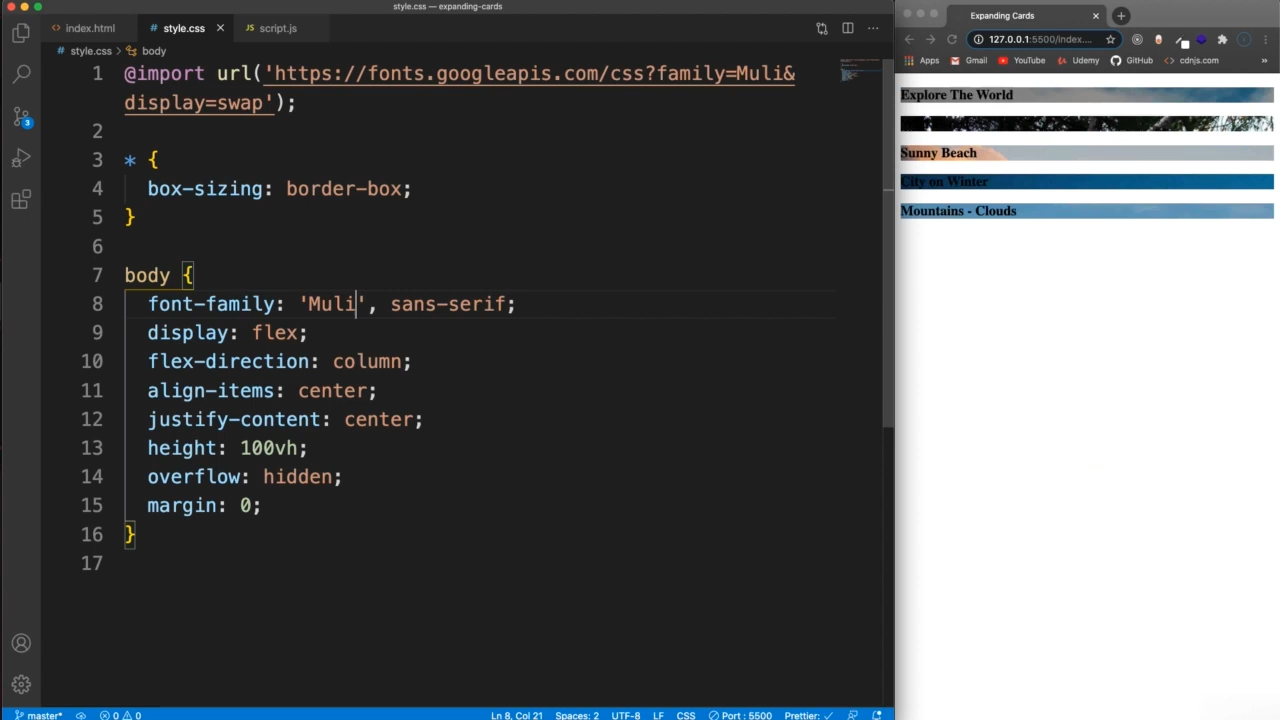 style.css — expanding-cards
index.html
style.css
script.js
style.css > body
1 @import url('https://fonts.googleapis.com/css?family=Muli&
display=swap');
2
3 * {
4 box-sizing: border-box;
5 }
6
7 body {
8 font-family: 'Muli', sans-serif;
9 display: flex;
10 flex-direction: column;
11 align-items: center;
12 justify-content: center;
13 height: 100vh;
14 overflow: hidden;
15 margin: 0;
16 }
17
3
master* 0 0 Ln 8, Col 21 Spaces: 2 UTF-8 LF CSS Port : 5500 Prettier: ✓
Expanding Cards
127.0.0.1:5500/index....
Apps Gmail YouTube Udemy GitHub cdnjs.com »
Explore The World
Sunny Beach
City on Winter
Mountains - Clouds